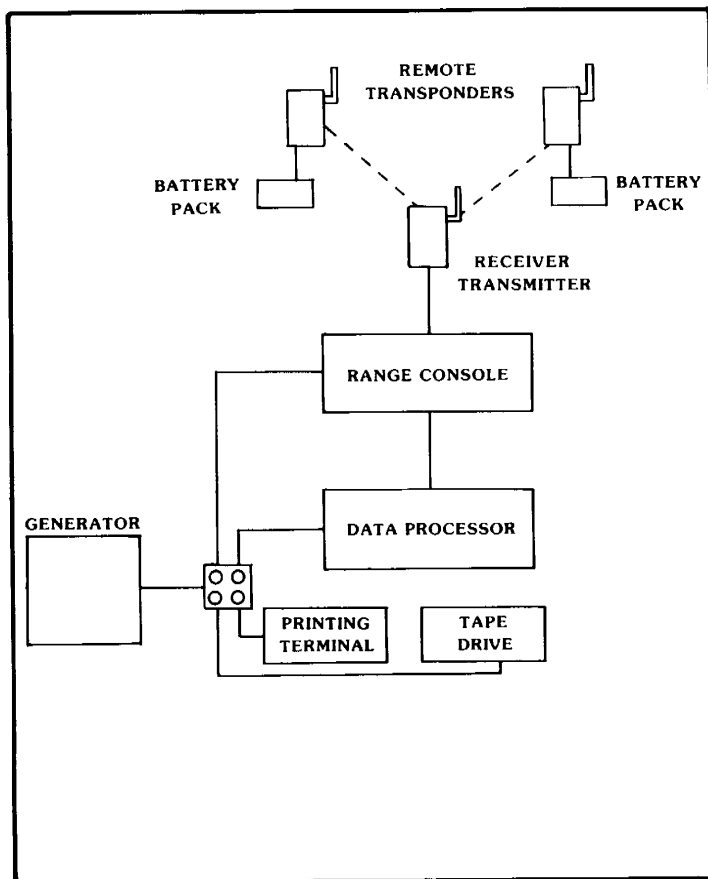 REMOTE
TRANSPONDERS
BATTERY
PACK
BATTERY
PACK
RECEIVER
TRANSMITTER
RANGE CONSOLE
GENERATOR
DATA PROCESSOR
PRINTING
TERMINAL
TAPE
DRIVE